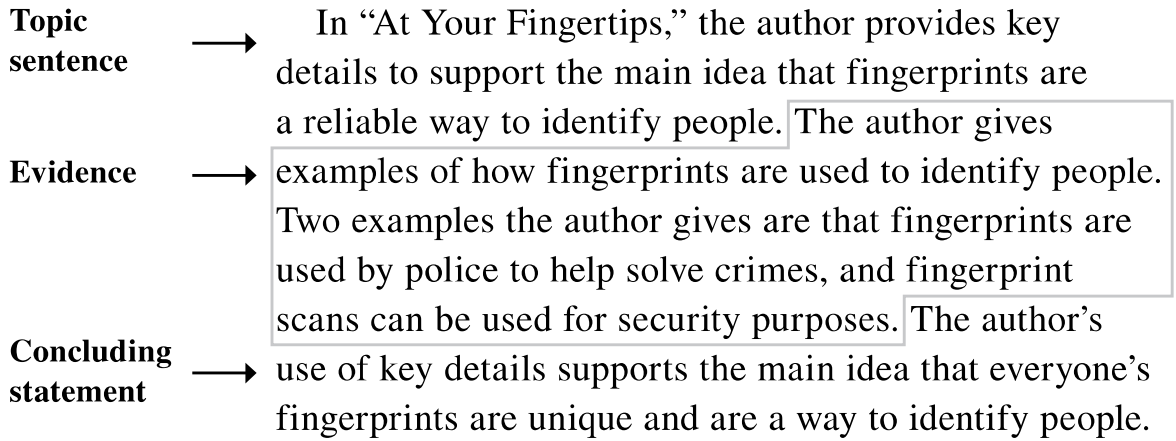 Topic
sentence
In “At Your Fingertips,” the author provides key
details to support the main idea that fingerprints are
a reliable way to identify people. The author gives
Evidence
examples of how fingerprints are used to identify people.
Two examples the author gives are that fingerprints are
used by police to help solve crimes, and fingerprint
scans can be used for security purposes. The author’s
Concluding
statement
use of key details supports the main idea that everyone’s
fingerprints are unique and are a way to identify people.